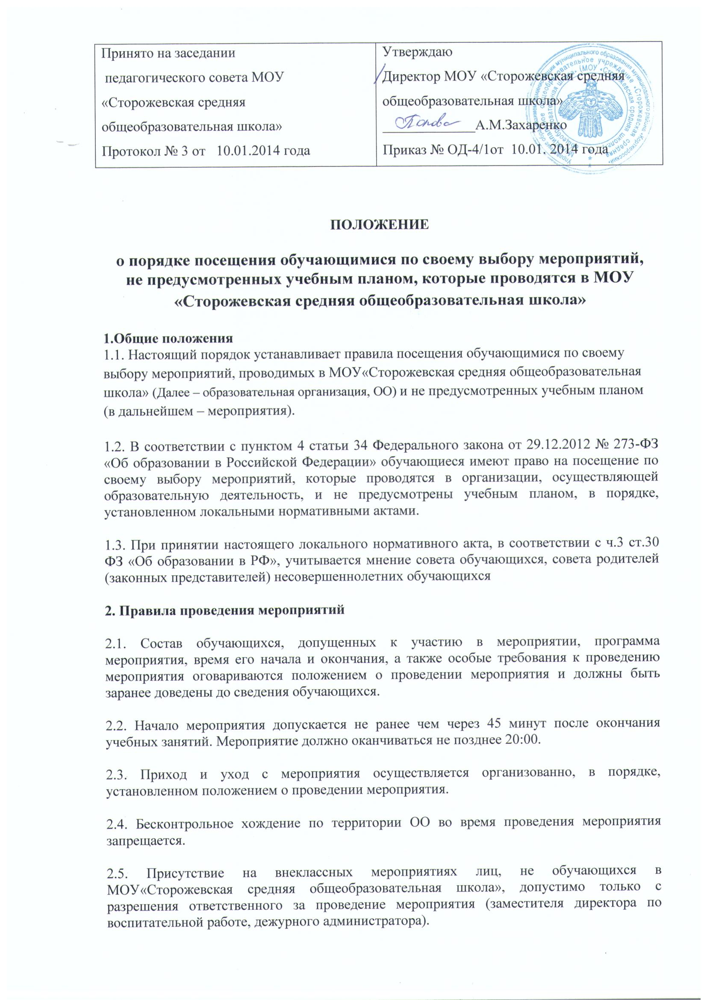 Принято на заседании
педагогического совета МОУ
«Сторожевская средняя
общеобразовательная школа»
Протокол № 3 от 10.01.2014 года
Утверждаю
Директор МОУ «Сторожевская средняя
общеобразовательная школа»
Попова
______________А.М.Захаренко
Приказ № ОД-4/1от 10.01. 2014 года
ПОЛОЖЕНИЕ
о порядке посещения обучающимися по своему выбору мероприятий,
не предусмотренных учебным планом, которые проводятся в МОУ
«Сторожевская средняя общеобразовательная школа»
1.Общие положения
1.1. Настоящий порядок устанавливает правила посещения обучающимися по своему
выбору мероприятий, проводимых в МОУ«Сторожевская средняя общеобразовательная
школа» (Далее – образовательная организация, ОО) и не предусмотренных учебным планом
(в дальнейшем – мероприятия).
1.2. В соответствии с пунктом 4 статьи 34 Федерального закона от 29.12.2012 № 273-ФЗ
«Об образовании в Российской Федерации» обучающиеся имеют право на посещение по
своему выбору мероприятий, которые проводятся в организации, осуществляющей
образовательную деятельность, и не предусмотрены учебным планом, в порядке,
установленном локальными нормативными актами.
1.3. При принятии настоящего локального нормативного акта, в соответствии с ч.3 ст.30
ФЗ «Об образовании в РФ», учитывается мнение совета обучающихся, совета родителей
(законных представителей) несовершеннолетних обучающихся
2. Правила проведения мероприятий
2.1. Состав обучающихся, допущенных к участию в мероприятии, программа
мероприятия, время его начала и окончания, а также особые требования к проведению
мероприятия оговариваются положением о проведении мероприятия и должны быть
заранее доведены до сведения обучающихся.
2.2. Начало мероприятия допускается не ранее чем через 45 минут после окончания
учебных занятий. Мероприятие должно оканчиваться не позднее 20:00.
2.3. Приход и уход с мероприятия осуществляется организованно, в порядке,
установленном положением о проведении мероприятия.
2.4. Бесконтрольное хождение по территории ОО во время проведения мероприятия
запрещается.
2.5. Присутствие на внеклассных мероприятиях лиц, не обучающихся в
МОУ«Сторожевская средняя общеобразовательная школа», допустимо только с
разрешения ответственного за проведение мероприятия (заместителя директора по
воспитательной работе, дежурного администратора).